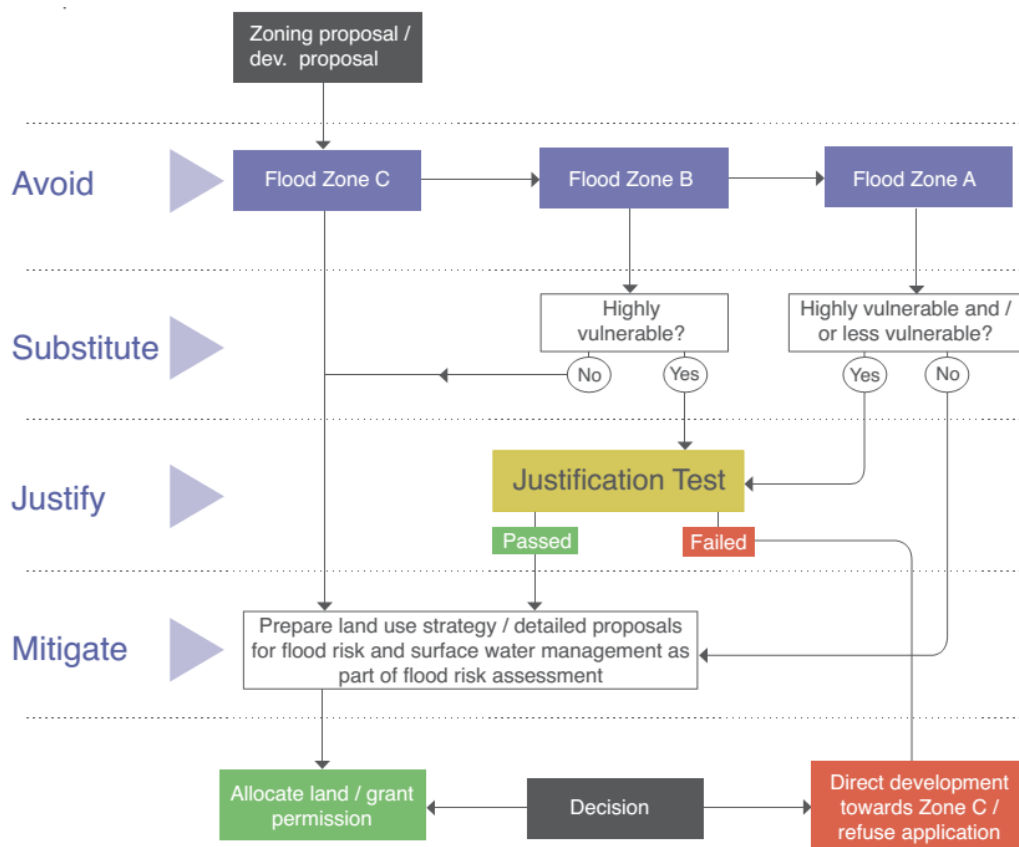 Zoning proposal /
dev. proposal
Avoid
Flood Zone C
Flood Zone B
Flood Zone A
Substitute
Highly
vulnerable?
Highly vulnerable and /
or less vulnerable?
No
Yes
Yes
No
Justify
Justification Test
Passed
Failed
Mitigate
Prepare land use strategy / detailed proposals
for flood risk and surface water management as
part of flood risk assessment
Allocate land / grant
permission
Decision
Direct development
towards Zone C /
refuse application